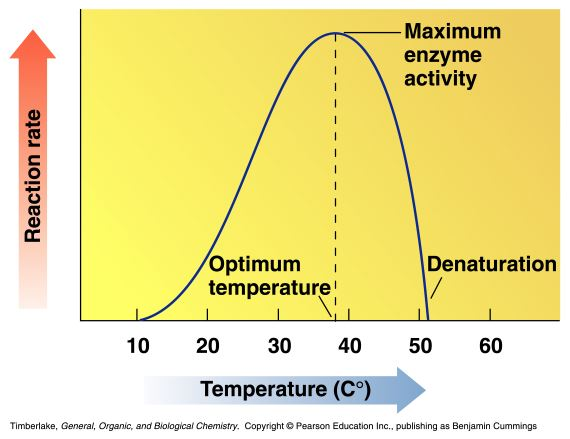 Maximum
enzyme
activity
Reaction rate
Optimum
temperature
Denaturation
10 20 30 40 50 60
Temperature (C°)
Timberlake, General, Organic, and Biological Chemistry. Copyright © Pearson Education Inc., publishing as Benjamin Cummings